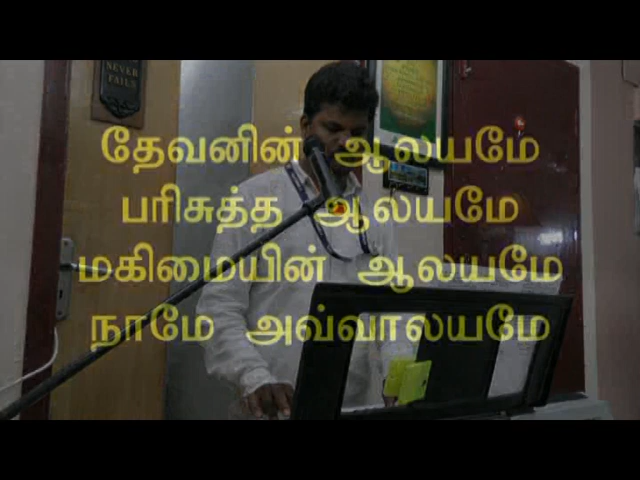 NEVER
FAILS
தேவனின் ஆலயமே
பரிசுத்த ஆலயமே
மகிமையின் ஆலயமே
நாமே அவ்வாலயமே